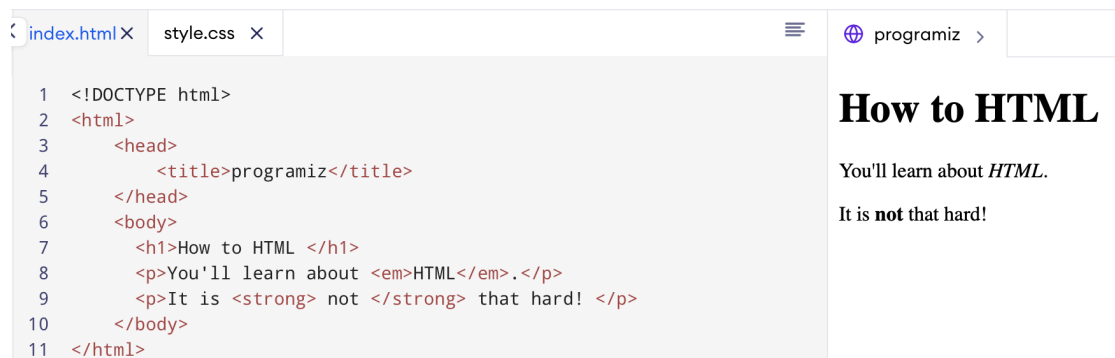 index.html ×
style.css ×
1 <!DOCTYPE html>
2 <html>
3     <head>
4         <title>programiz</title>
5     </head>
6     <body>
7       <h1>How to HTML </h1>
8       <p>You'll learn about <em>HTML</em>.</p>
9       <p>It is <strong> not </strong> that hard! </p>
10     </body>
11 </html>
programiz
How to HTML
You'll learn about HTML.
It is not that hard!